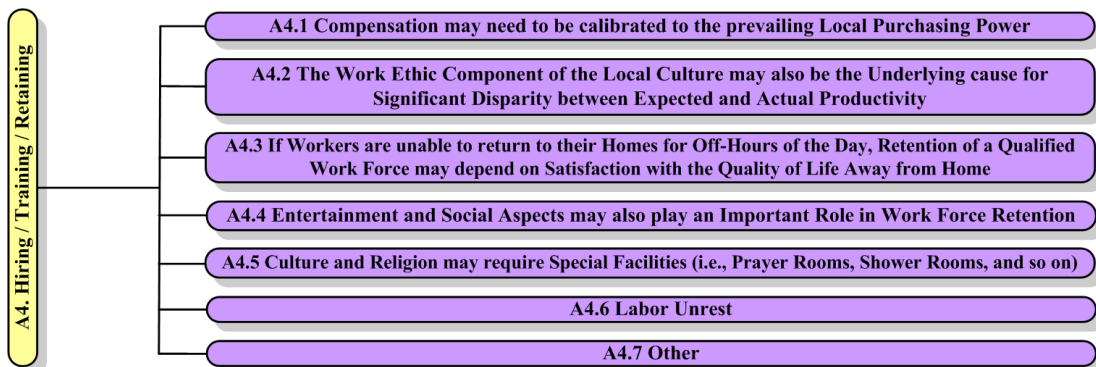 A4. Hiring / Training / Retaining
A4.1 Compensation may need to be calibrated to the prevailing Local Purchasing Power
A4.2 The Work Ethic Component of the Local Culture may also be the Underlying cause for
Significant Disparity between Expected and Actual Productivity
A4.3 If Workers are unable to return to their Homes for Off-Hours of the Day, Retention of a Qualified
Work Force may depend on Satisfaction with the Quality of Life Away from Home
A4.4 Entertainment and Social Aspects may also play an Important Role in Work Force Retention
A4.5 Culture and Religion may require Special Facilities (i.e., Prayer Rooms, Shower Rooms, and so on)
A4.6 Labor Unrest
A4.7 Other